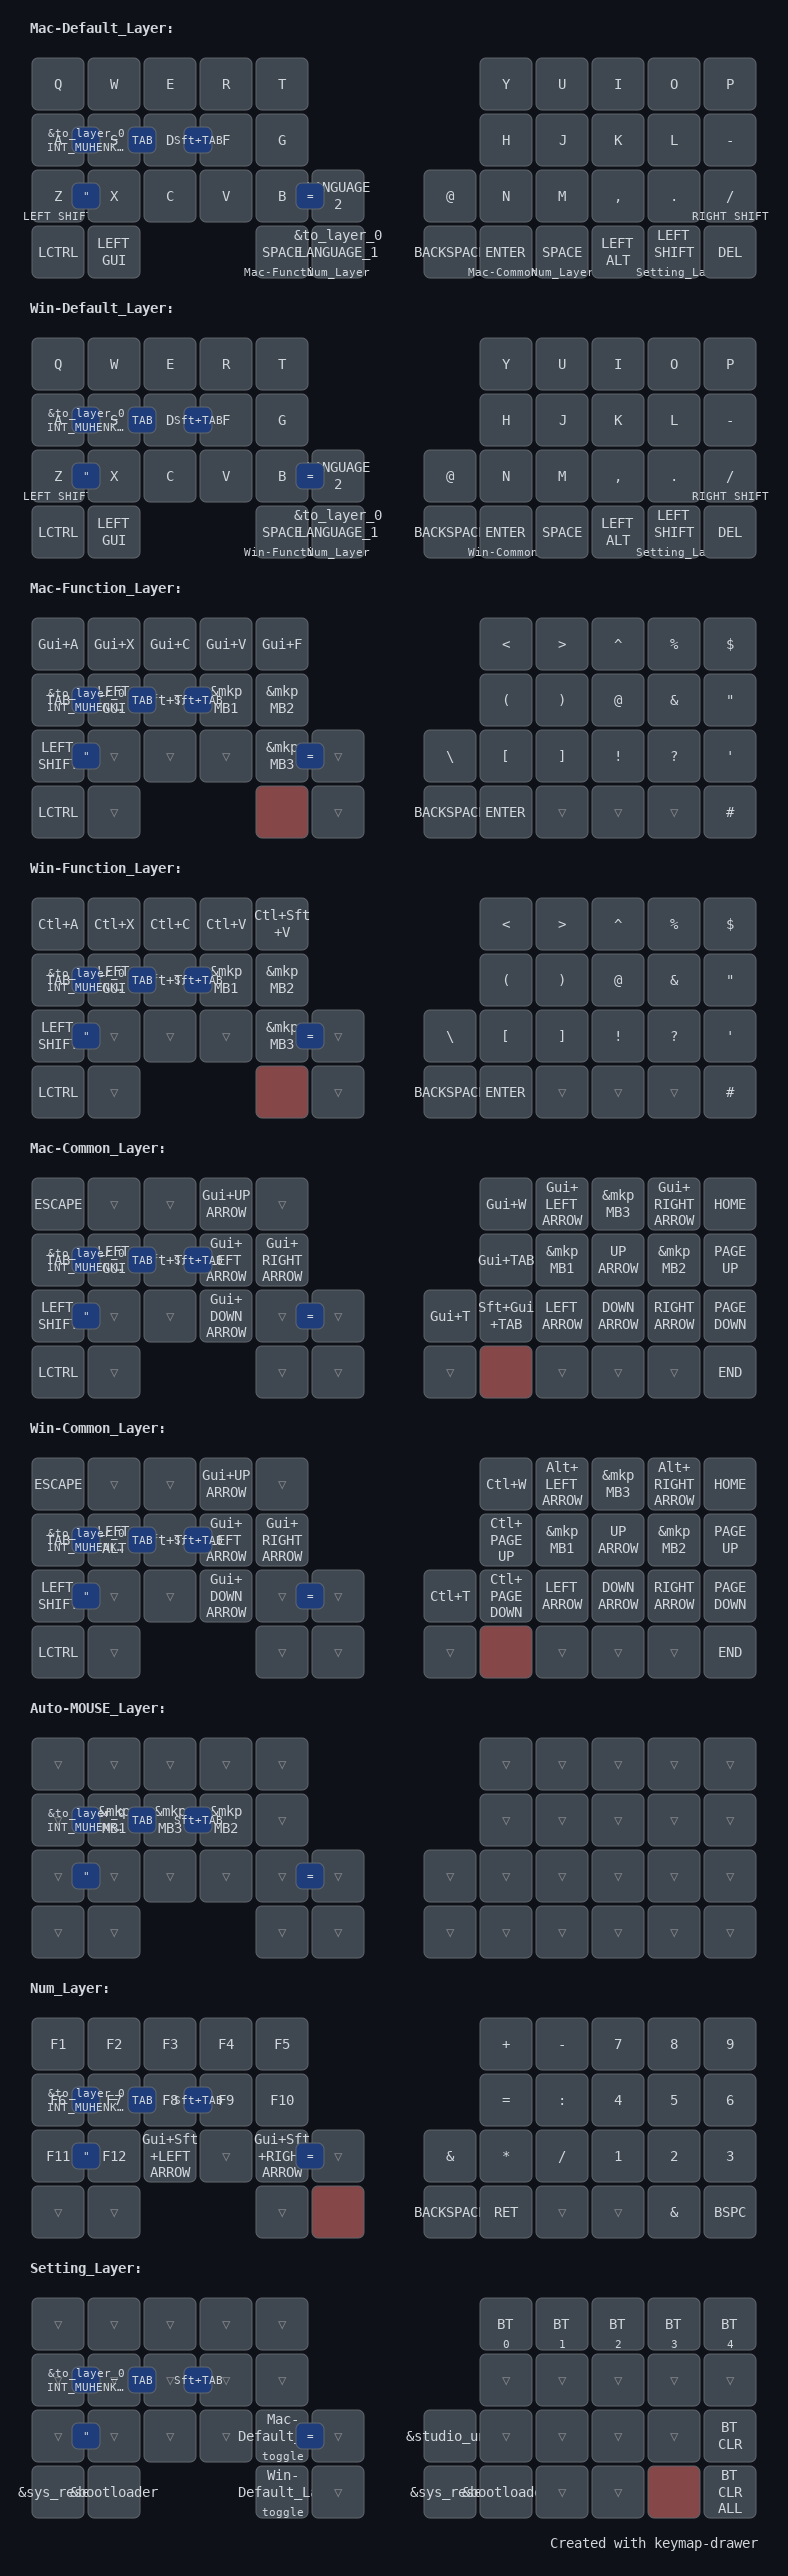 Mac-Default_Layer:
Q W E R T Y U I O P
A &to_layer_0 INT_MUHENK… S TAB D Sft+TAB F G H J K L -
Z LEFT SHIFT " X C V B = LANGUAGE 2 @ N M , . / RIGHT SHIFT
LCTRL LEFT GUI SPACE Mac-Functi &to_layer_0 LANGUAGE_1 Num_Layer BACKSPACE ENTER Mac-Common SPACE Num_Layer LEFT ALT LEFT SHIFT Setting_La DEL
Win-Default_Layer:
Q W E R T Y U I O P
A &to_layer_0 INT_MUHENK… S TAB D Sft+TAB F G H J K L -
Z LEFT SHIFT " X C V B = LANGUAGE 2 @ N M , . / RIGHT SHIFT
LCTRL LEFT GUI SPACE Win-Functi &to_layer_0 LANGUAGE_1 Num_Layer BACKSPACE ENTER Win-Common SPACE LEFT ALT LEFT SHIFT Setting_La DEL
Mac-Function_Layer:
Gui+A Gui+X Gui+C Gui+V Gui+F < > ^ % $
TAB &to_layer_0 INT_MUHENK… LEFT GUI TAB Sft+TAB &mkp MB1 &mkp MB2 ( ) @ & "
LEFT SHIFT " ▽ ▽ ▽ &mkp MB3 = ▽ \ [ ] ! ? '
LCTRL ▽ ▽ BACKSPACE ENTER ▽ ▽ ▽ #
Win-Function_Layer:
Ctl+A Ctl+X Ctl+C Ctl+V Ctl+Sft +V < > ^ % $
TAB &to_layer_0 INT_MUHENK… LEFT GUI TAB Sft+TAB &mkp MB1 &mkp MB2 ( ) @ & "
LEFT SHIFT " ▽ ▽ ▽ &mkp MB3 = ▽ \ [ ] ! ? '
LCTRL ▽ ▽ BACKSPACE ENTER ▽ ▽ ▽ #
Mac-Common_Layer:
ESCAPE ▽ ▽ Gui+UP ARROW ▽ Gui+W Gui+ LEFT ARROW &mkp MB3 Gui+ RIGHT ARROW HOME
TAB &to_layer_0 INT_MUHENK… LEFT GUI TAB Sft+TAB Gui+ LEFT ARROW Gui+ RIGHT ARROW Gui+TAB &mkp MB1 UP ARROW &mkp MB2 PAGE UP
LEFT SHIFT " ▽ ▽ Gui+ DOWN ARROW ▽ = ▽ Gui+T Sft+Gui +TAB LEFT ARROW DOWN ARROW RIGHT ARROW PAGE DOWN
LCTRL ▽ ▽ ▽ ▽ ▽ ▽ ▽ END
Win-Common_Layer:
ESCAPE ▽ ▽ Gui+UP ARROW ▽ Ctl+W Alt+ LEFT ARROW &mkp MB3 Alt+ RIGHT ARROW HOME
TAB &to_layer_0 INT_MUHENK… LEFT ALT TAB Sft+TAB Gui+ LEFT ARROW Gui+ RIGHT ARROW Ctl+ PAGE UP &mkp MB1 UP ARROW &mkp MB2 PAGE UP
LEFT SHIFT " ▽ ▽ Gui+ DOWN ARROW ▽ = ▽ Ctl+T Ctl+ PAGE DOWN LEFT ARROW DOWN ARROW RIGHT ARROW PAGE DOWN
LCTRL ▽ ▽ ▽ ▽ ▽ ▽ ▽ END
Auto-MOUSE_Layer:
▽ ▽ ▽ ▽ ▽ ▽ ▽ ▽ ▽ ▽
&to_layer_0 INT_MUHENK… &mkp MB1 TAB &mkp MB3 Sft+TAB &mkp MB2 ▽ ▽ ▽ ▽ ▽ ▽
▽ " ▽ ▽ ▽ ▽ = ▽ ▽ ▽ ▽ ▽ ▽ ▽
▽ ▽ ▽ ▽ ▽ ▽ ▽ ▽ ▽ ▽
Num_Layer:
F1 F2 F3 F4 F5 + - 7 8 9
F6 &to_layer_0 INT_MUHENK… F7 TAB F8 Sft+TAB F9 F10 = : 4 5 6
F11 " F12 Gui+Sft +LEFT ARROW ▽ Gui+Sft +RIGHT ARROW = ▽ & * / 1 2 3
▽ ▽ ▽ BACKSPACE RET ▽ ▽ & BSPC
Setting_Layer:
▽ ▽ ▽ ▽ ▽ BT 0 BT 1 BT 2 BT 3 BT 4
&to_layer_0 INT_MUHENK… TAB ▽ Sft+TAB ▽ ▽ ▽ ▽ ▽ ▽ ▽
▽ " ▽ ▽ ▽ Mac- Default_ toggle = ▽ &studio_un ▽ ▽ ▽ ▽ BT CLR
&sys_rese &bootloader Win- Default_La toggle ▽ &sys_rese &bootloade ▽ ▽ BT CLR ALL
Created with keymap-drawer